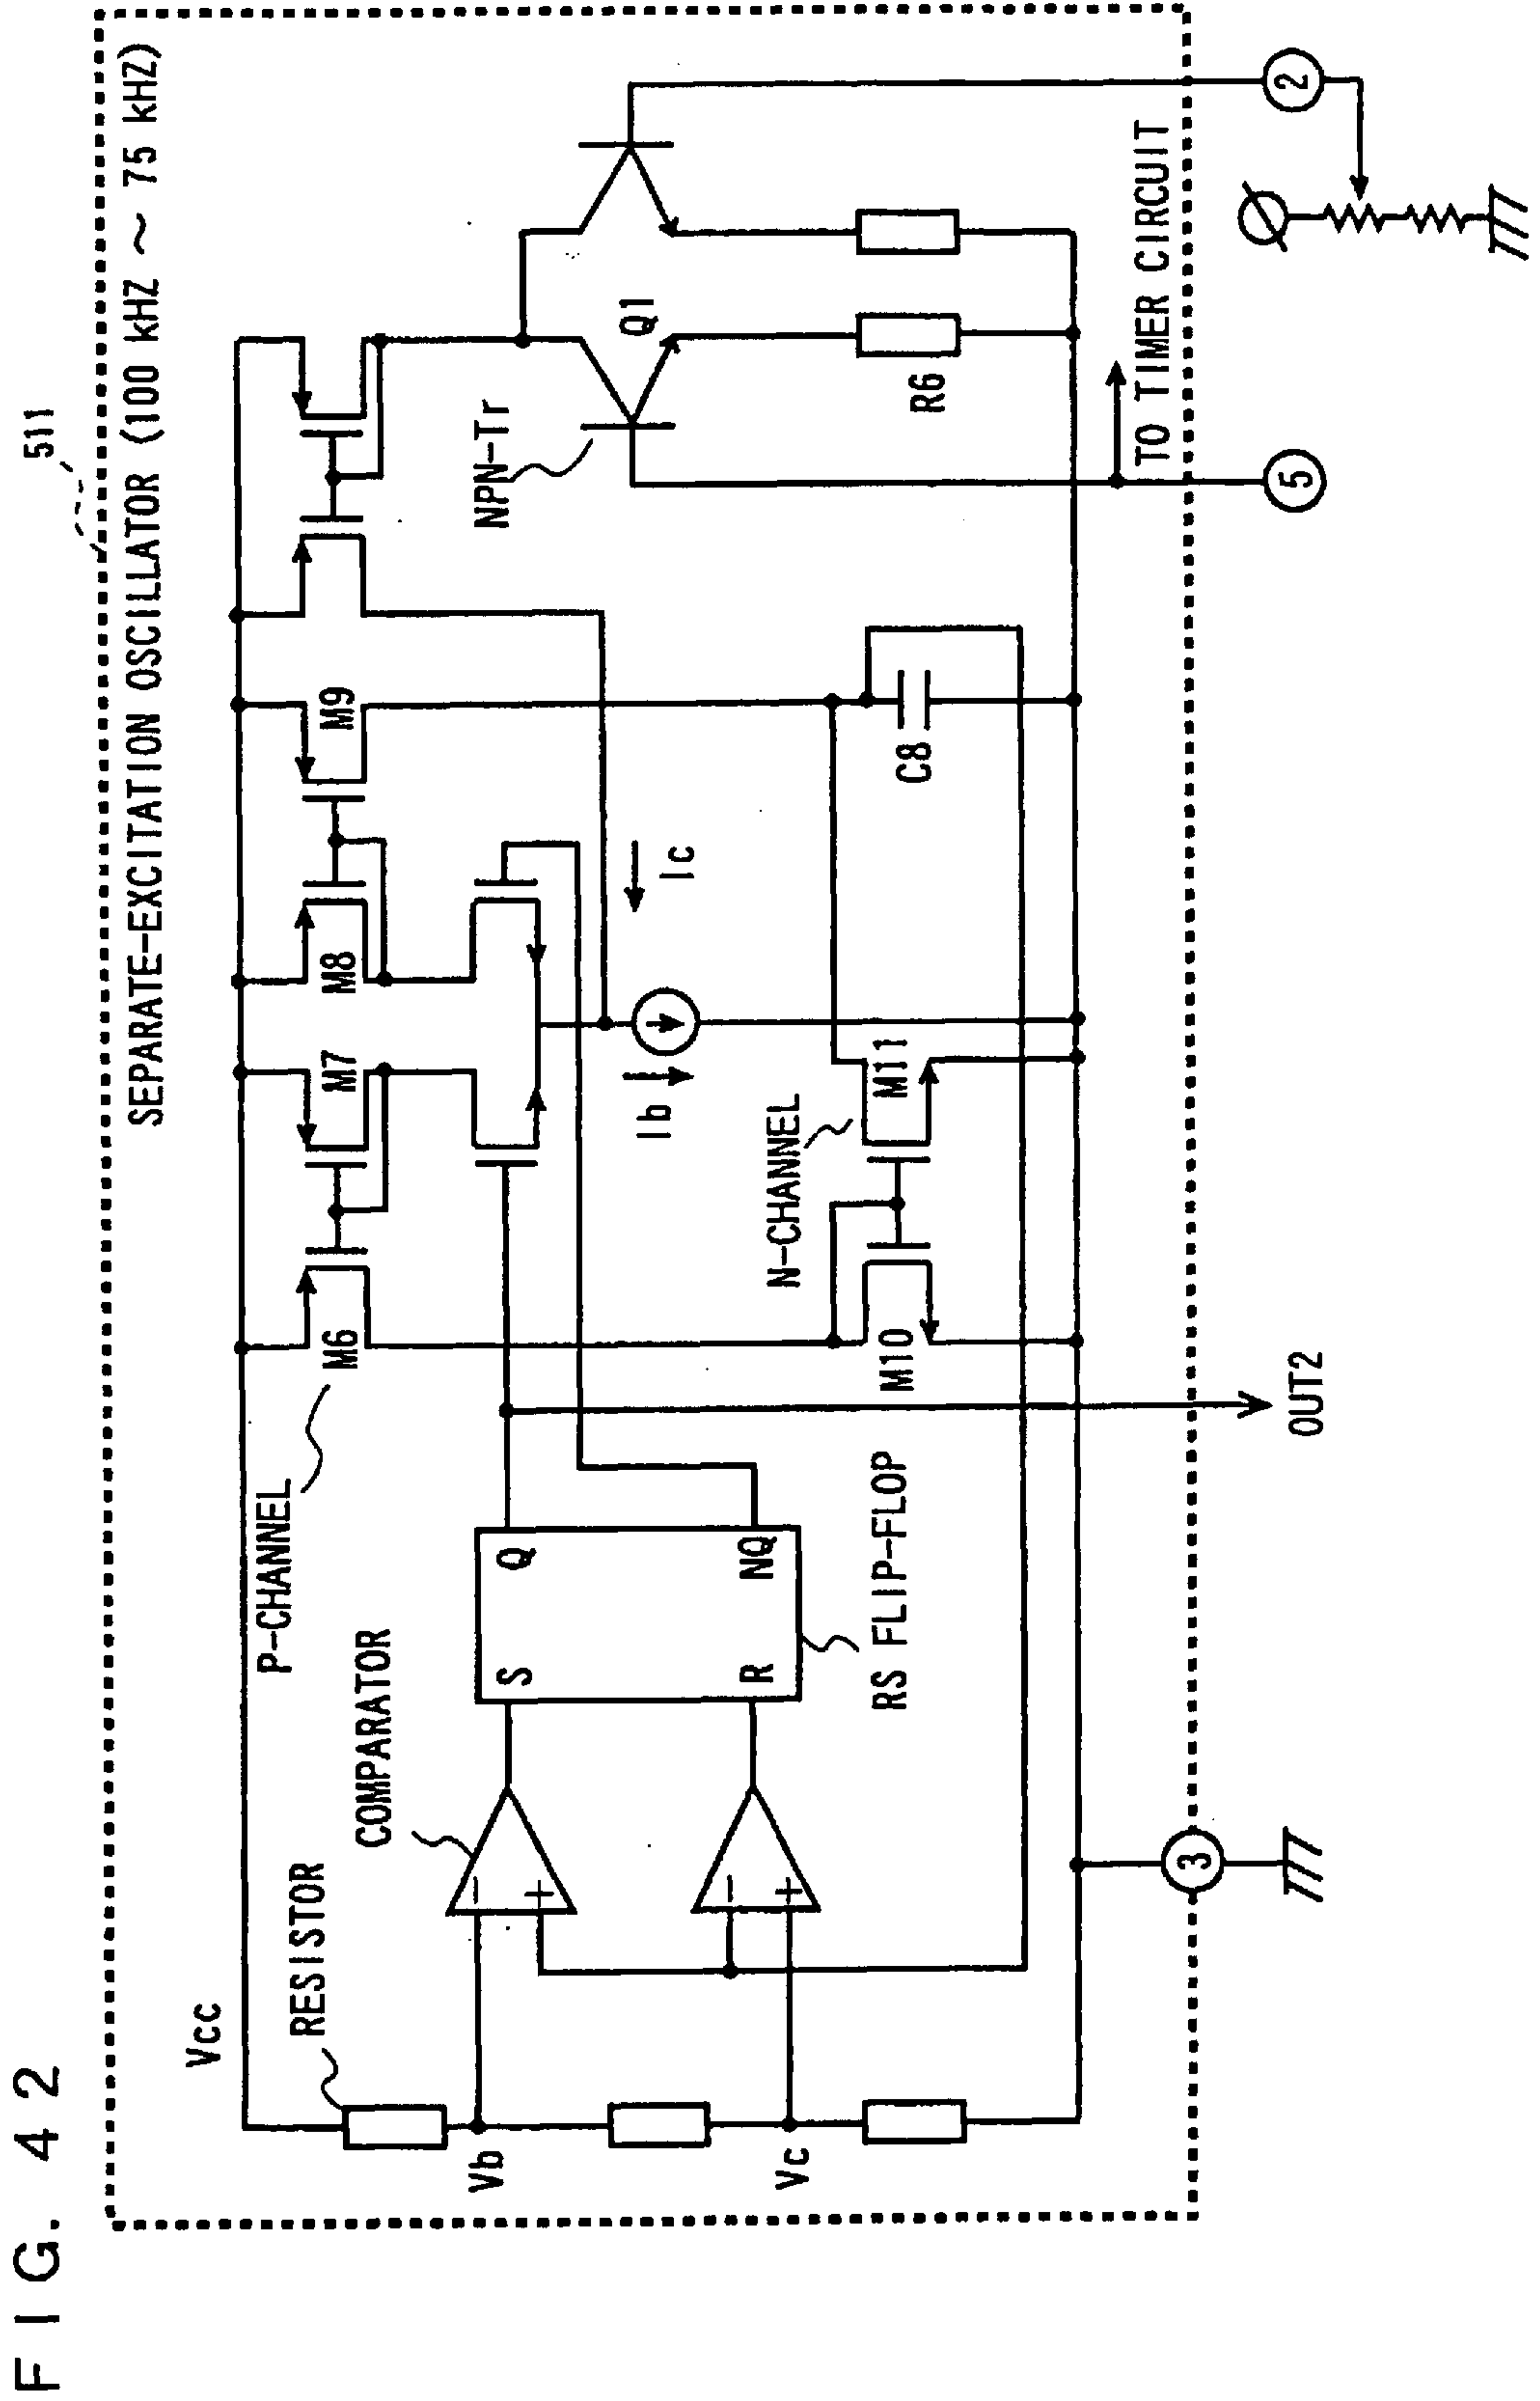 FIG. 42
511
SEPARATE-EXCITATION OSCILLATOR (100 kHZ ~ 75 kHZ)
Vcc
RESISTOR
COMPARATOR
P-CHANNEL
M6
M7
M8
M9
NPN-Tr
Q1
Vb
Vc
-
+
-
+
S
Q
R
NQ
RS FLIP-FLOP
Ib
Ic
N-CHANNEL
M10
M11
C8
R6
TO TIMER CIRCUIT
3
OUT2
5
2